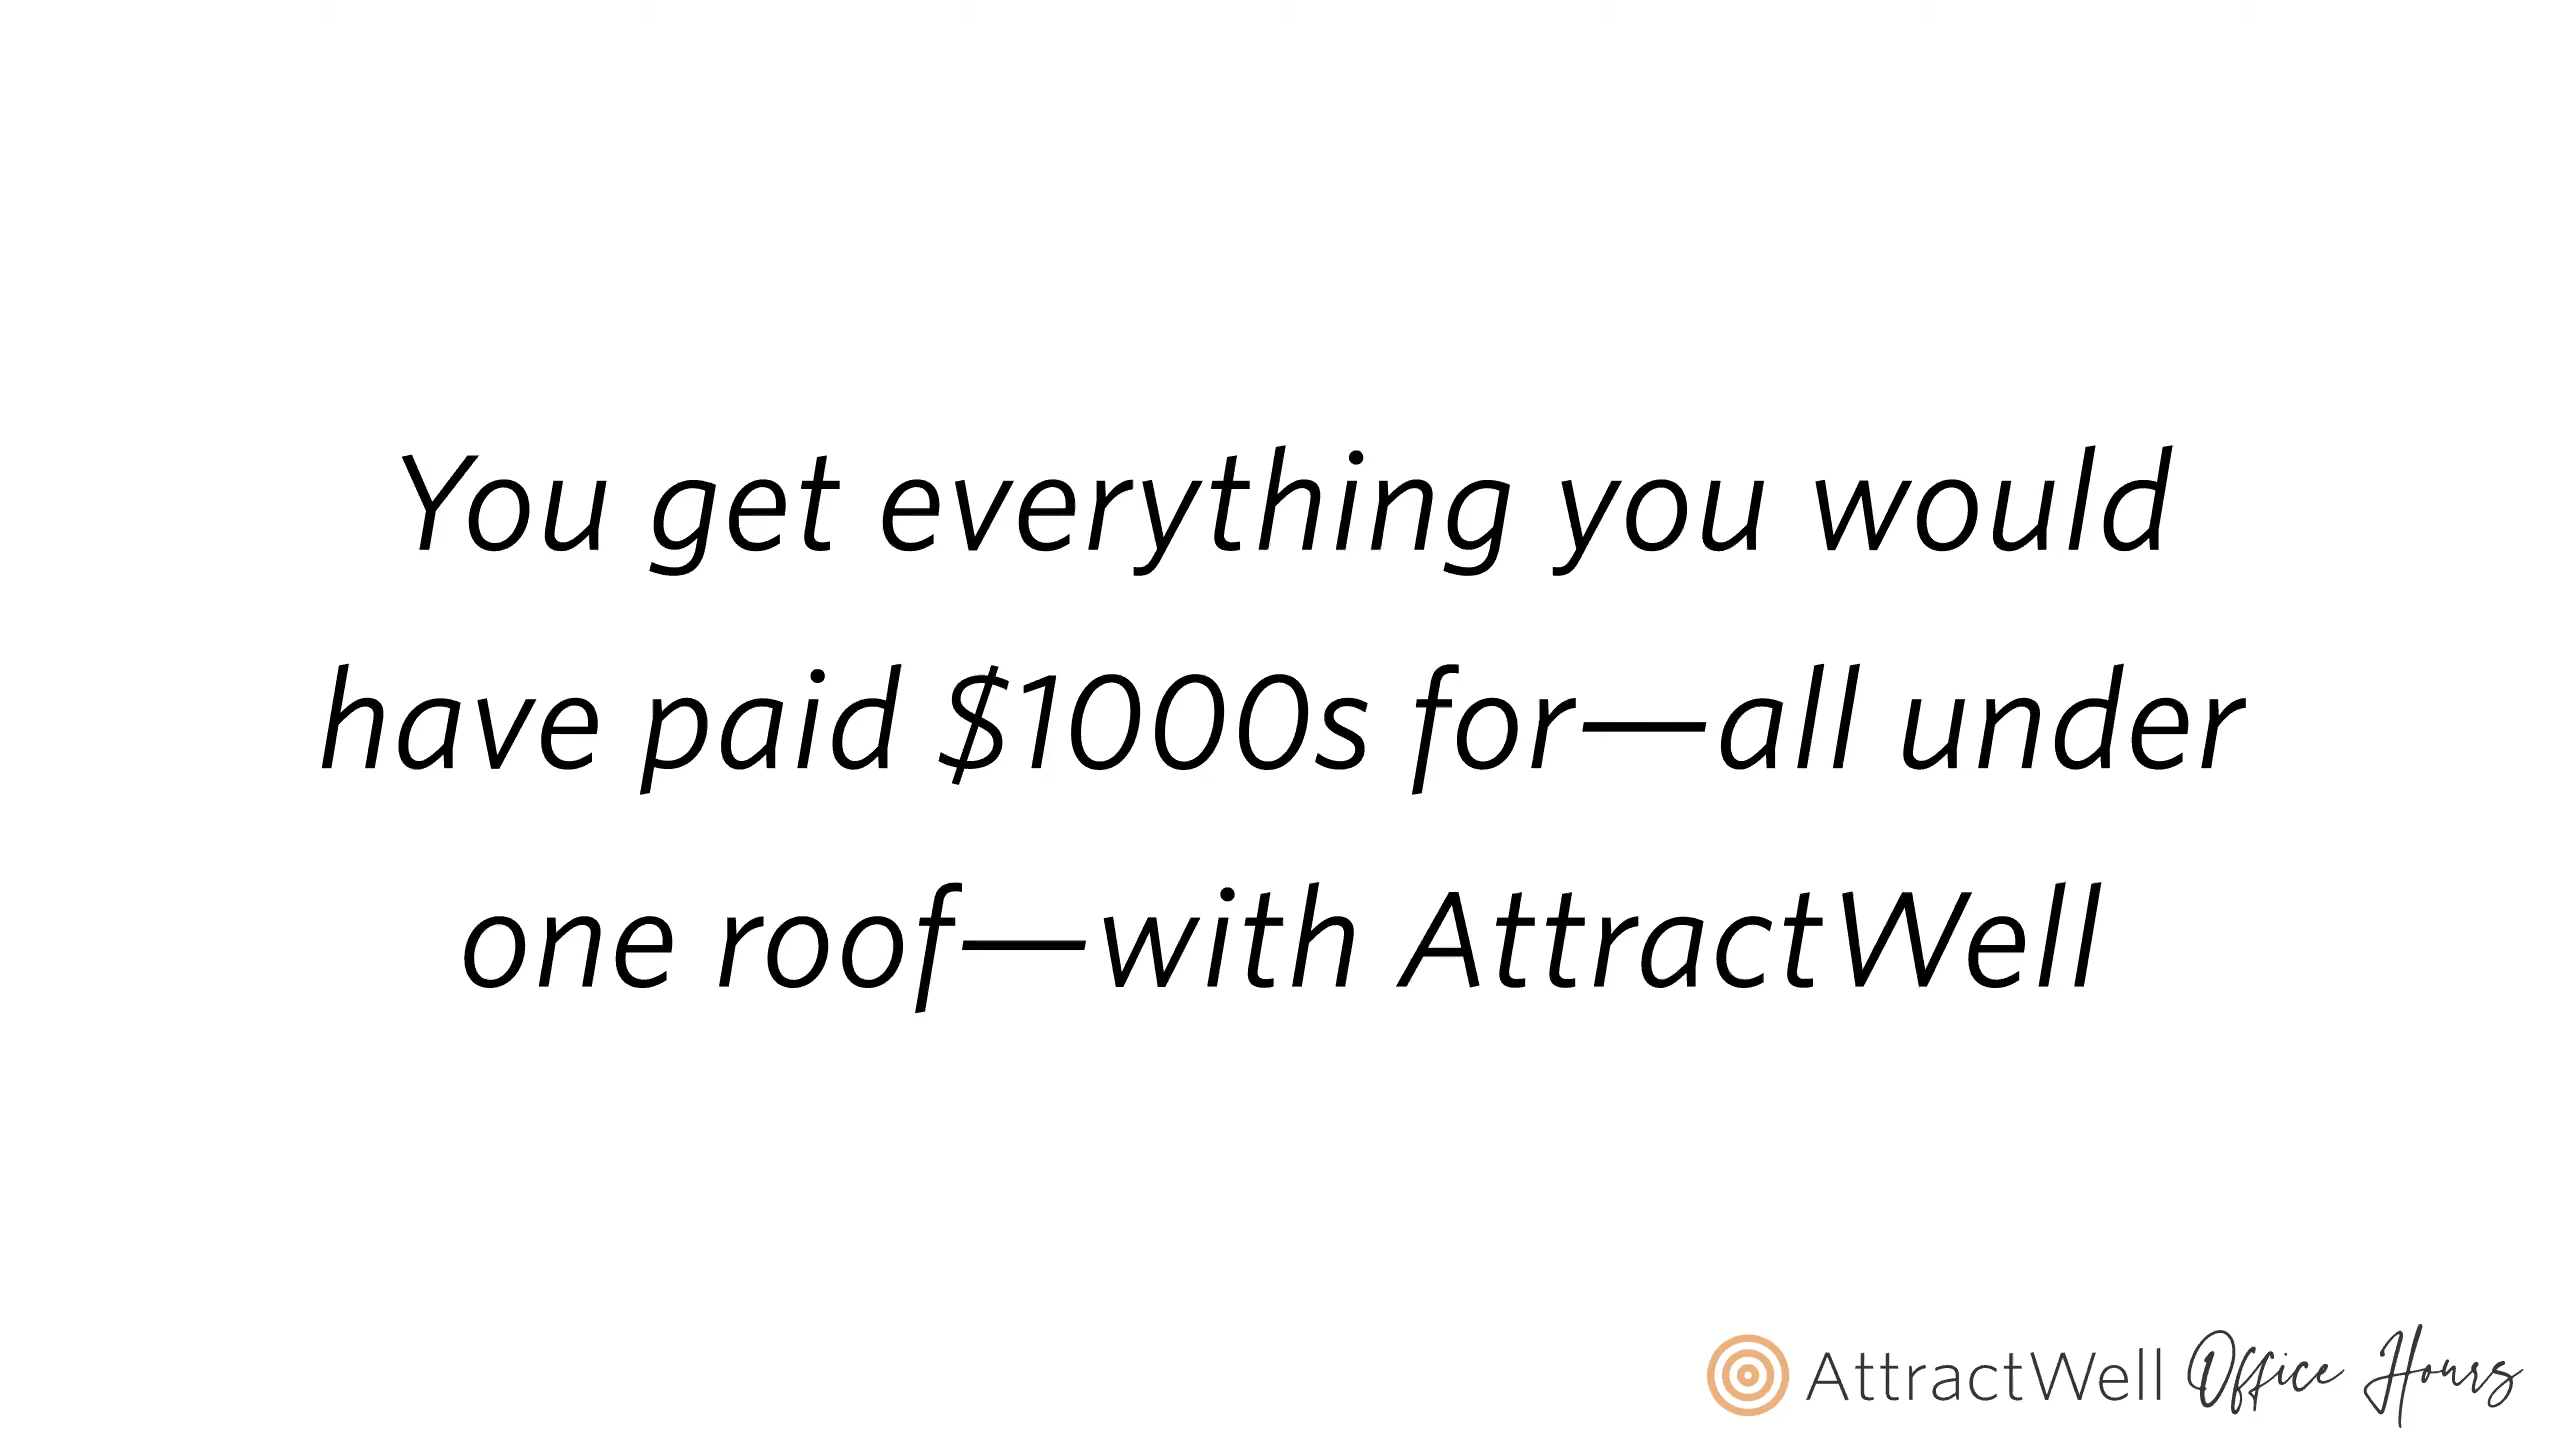 You get everything you would
have paid $1000s for—all under
one roof—with AttractWell
AttractWell Office Hours